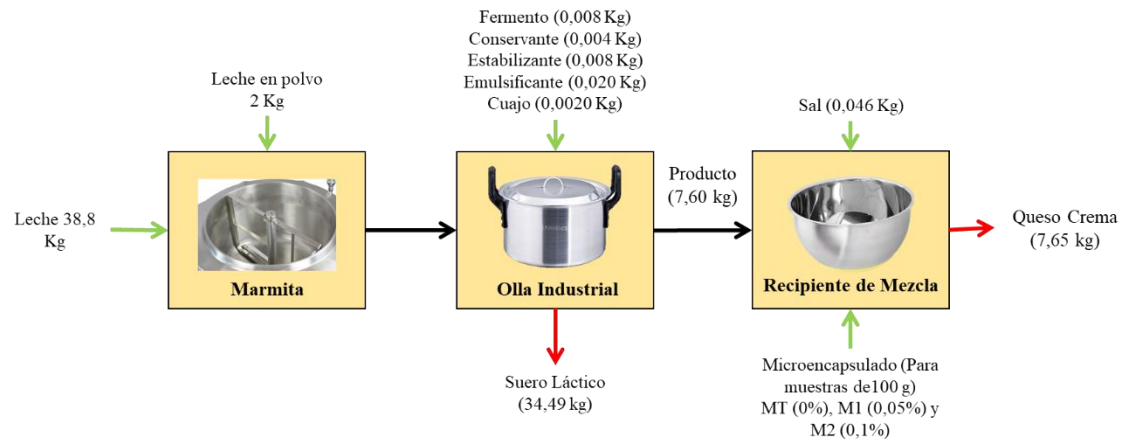 Fermento (0,008 Kg)
Conservante (0,004 Kg)
Estabilizante (0,008 Kg)
Emulsificante (0,020 Kg)
Cuajo (0,0020 Kg)
Leche en polvo
2 Kg
Sal (0,046 Kg)
Leche 38,8
Kg
Marmita
Olla Industrial
Producto
(7,60 kg)
Recipiente de Mezcla
Queso Crema
(7,65 kg)
Suero Láctico
(34,49 kg)
Microencapsulado (Para
muestras de100 g)
MT (0%), M1 (0,05%) y
M2 (0,1%)